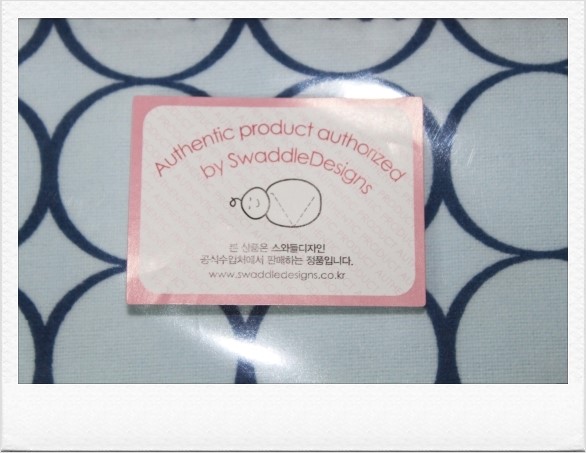 Authentic product authorized
by SwaddleDesigns
본 상품은 스와들디자인
공식수입처에서 판매하는 정품입니다.
www.swaddledesigns.co.kr